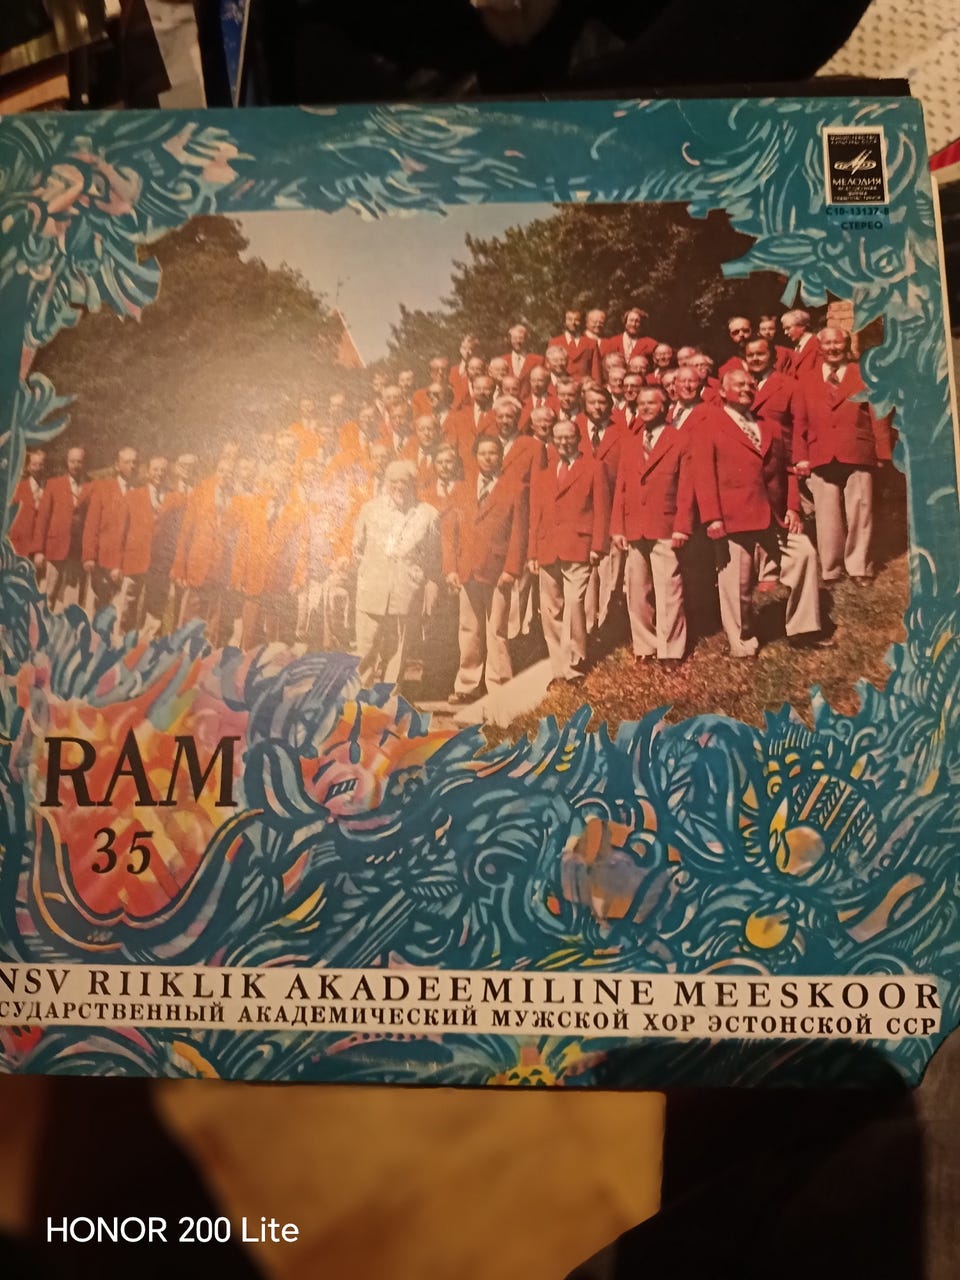 МЕЛОДИЯ
СТЕРЕО
RAM
35
NSV RIIKLIK AKADEEMILINE MEESKOOR
СУДАРСТВЕННЫЙ АКАДЕМИЧЕСКИЙ МУЖСКОЙ ХОР ЭСТОНСКОЙ ССР
HONOR 200 Lite